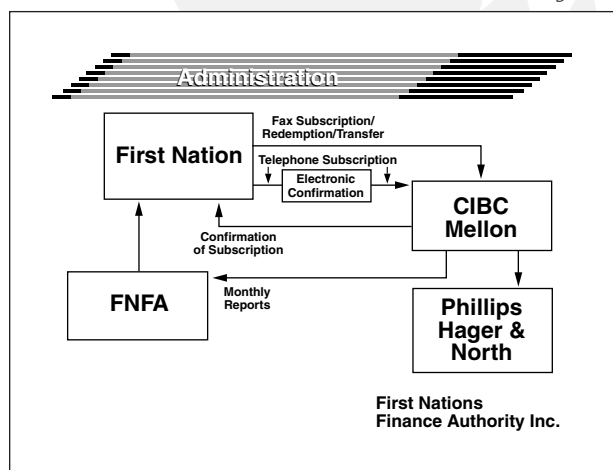 Administration
Fax Subscription/
Redemption/Transfer
First Nation
Telephone Subscription
Electronic
Confirmation
CIBC
Mellon
Confirmation
of Subscription
FNFA
Monthly
Reports
Phillips
Hager &
North
First Nations
Finance Authority Inc.